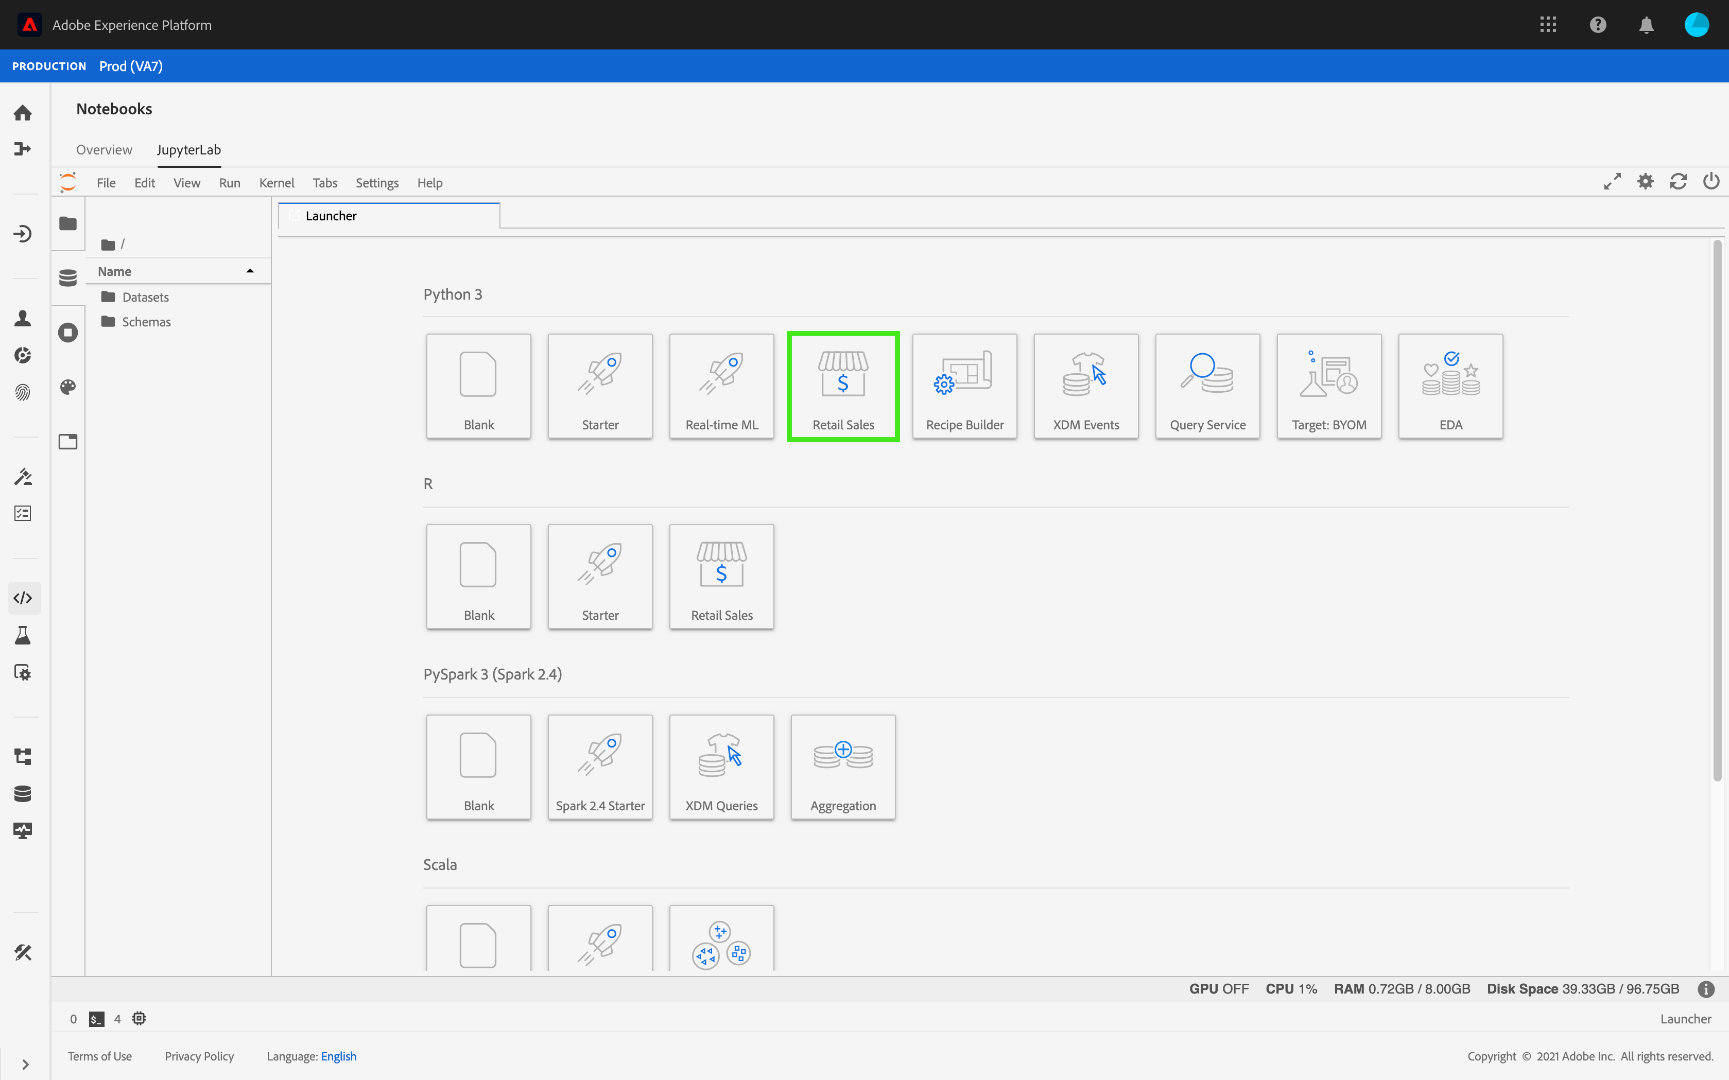 Adobe Experience Platform
PRODUCTION Prod (VA7)
Notebooks
Overview JupyterLab
File Edit View Run Kernel Tabs Settings Help
Launcher
/
Name
Datasets
Schemas
Python 3
Blank Starter Real-time ML Retail Sales Recipe Builder XDM Events Query Service Target: BYOM EDA
R
Blank Starter Retail Sales
PySpark 3 (Spark 2.4)
Blank Spark 2.4 Starter XDM Queries Aggregation
Scala
GPU OFF CPU 1% RAM 0.72GB / 8.00GB Disk Space 39.33GB / 96.75GB
0 $_ 4 Launcher
Terms of Use Privacy Policy Language: English Copyright © 2021 Adobe Inc. All rights reserved.